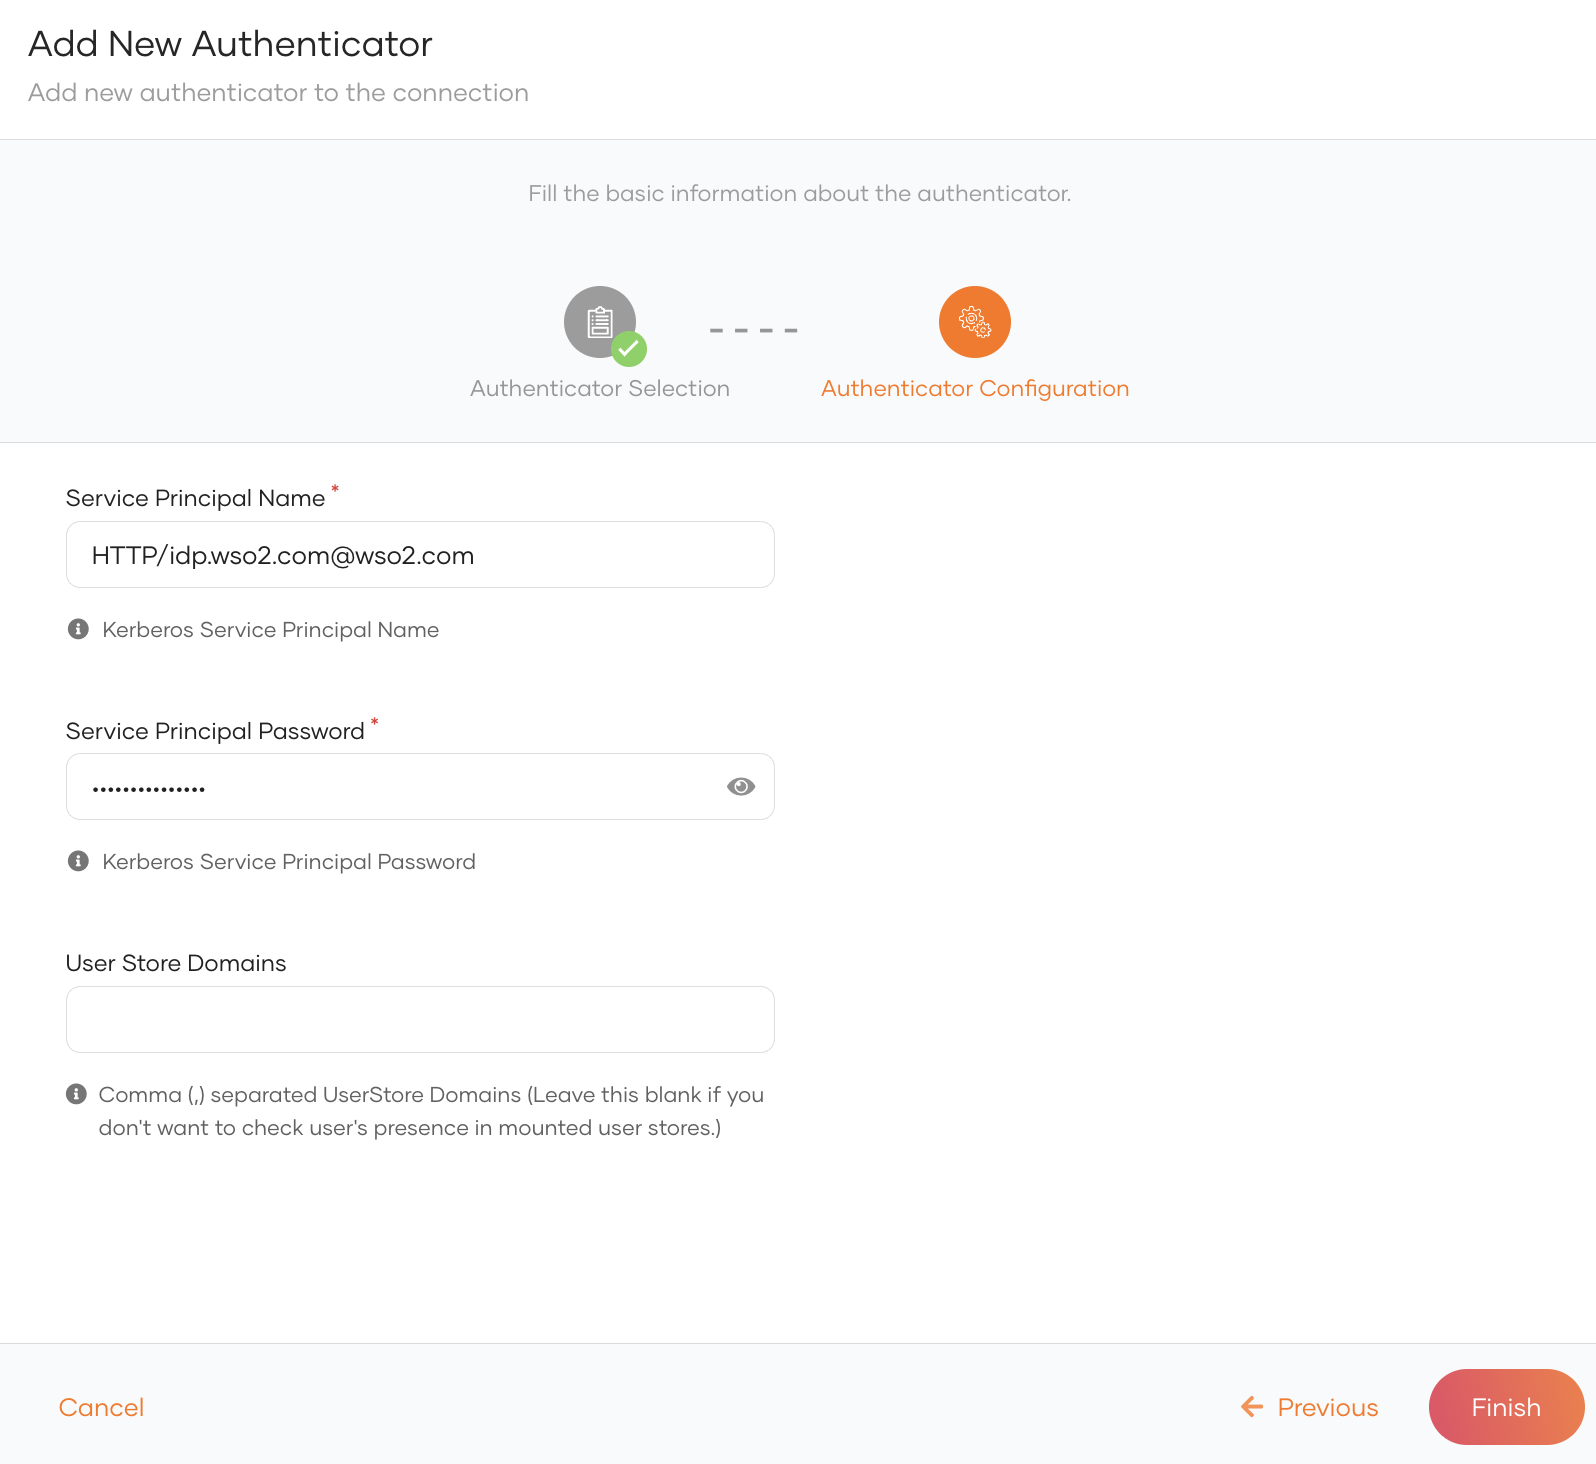 Add New Authenticator
Add new authenticator to the connection
Fill the basic information about the authenticator.
Authenticator Selection
Authenticator Configuration
Service Principal Name *
HTTP/idp.wso2.com@wso2.com
Kerberos Service Principal Name
Service Principal Password *
•••••••••••••••
Kerberos Service Principal Password
User Store Domains
Comma (,) separated UserStore Domains (Leave this blank if you
don't want to check user's presence in mounted user stores.)
Cancel
Previous
Finish